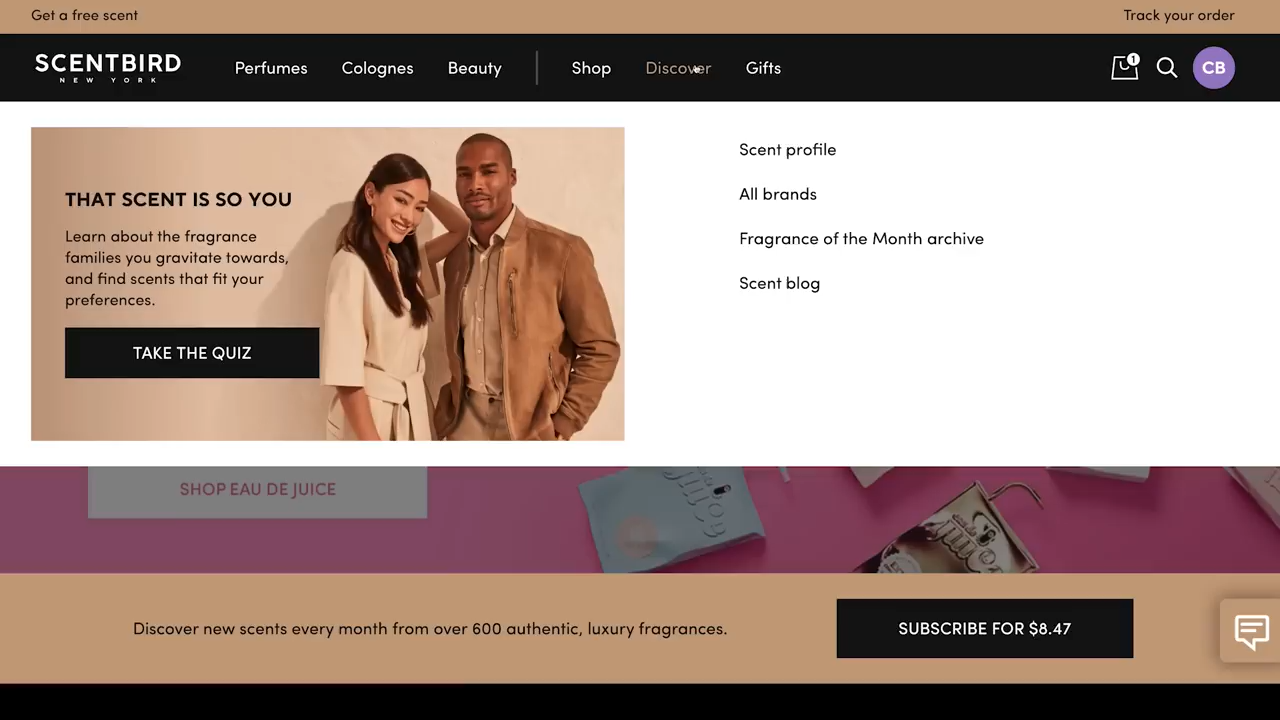 Get a free scent
Track your order
SCENTBIRD
NEW YORK
Perfumes
Colognes
Beauty
Shop
Discover
Gifts
1
CB
THAT SCENT IS SO YOU
Learn about the fragrance
families you gravitate towards,
and find scents that fit your
preferences.
TAKE THE QUIZ
Scent profile
All brands
Fragrance of the Month archive
Scent blog
SHOP EAU DE JUICE
juice
Discover new scents every month from over 600 authentic, luxury fragrances.
SUBSCRIBE FOR $8.47